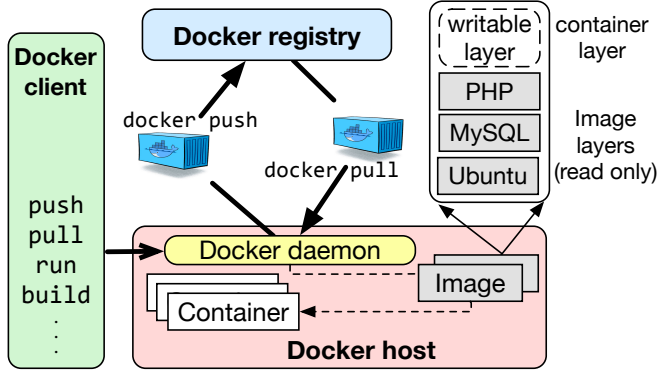 Docker
client
push
pull
run
build
.
.
.
Docker registry
docker push
docker pull
Docker daemon
Container
Image
Docker host
writable
layer
PHP
MySQL
Ubuntu
container
layer
Image
layers
(read only)